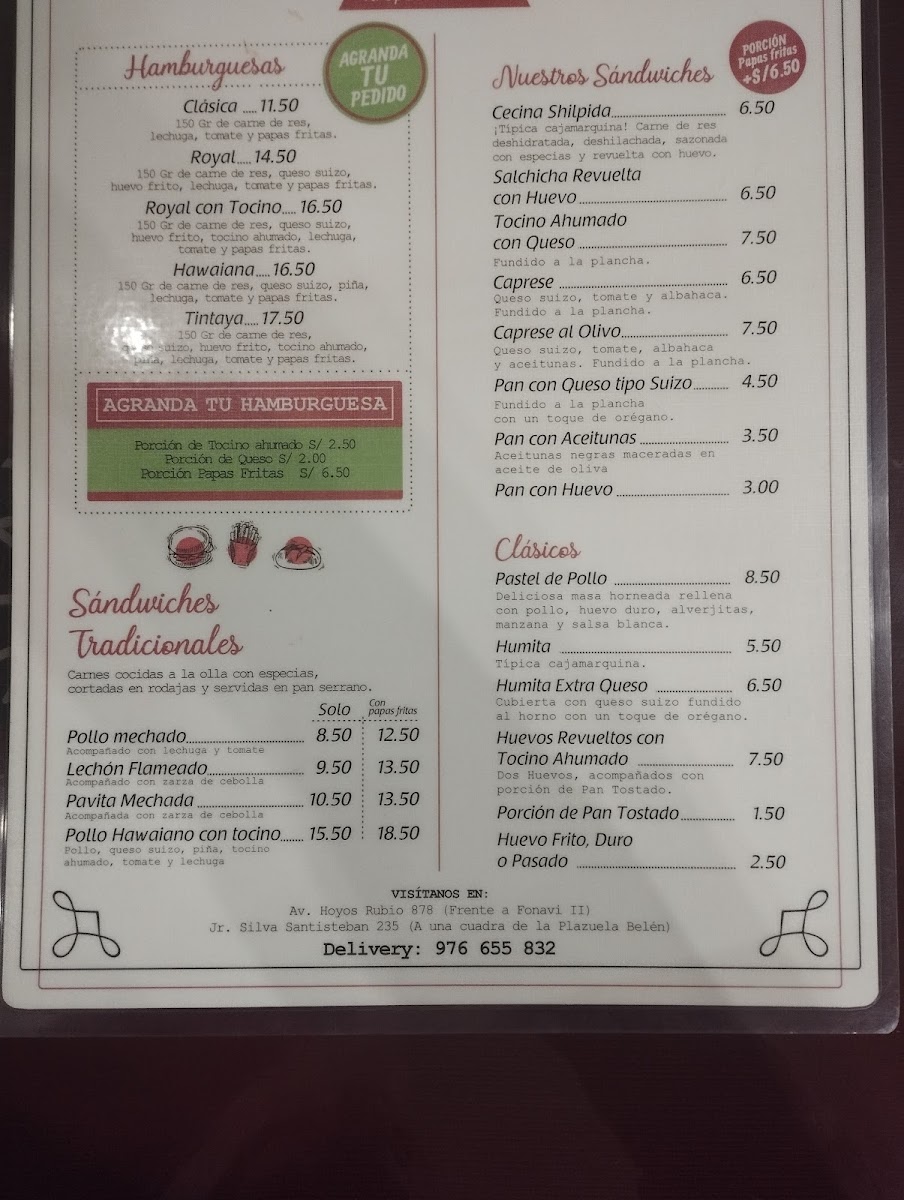 Hamburguesas
AGRANDA
TU
PEDIDO
Clásica .... 11.50
150 Gr de carne de res,
lechuga, tomate y papas fritas.
Royal.... 14.50
150 Gr de carne de res, queso suizo,
huevo frito, lechuga, tomate y papas fritas.
Royal con Tocino.... 16.50
150 Gr de carne de res, queso suizo,
huevo frito, tocino ahumado, lechuga,
tomate y papas fritas.
Hawaiana.... 16.50
150 Gr de carne de res, queso suizo, piña,
lechuga, tomate y papas fritas.
Tintaya.... 17.50
150 Gr de carne de res,
suizo, huevo frito, tocino ahumado,
piña, lechuga, tomate y papas fritas.
AGRANDA TU HAMBURGUESA
Porción de Tocino ahumado S/ 2.50
Porción de Queso S/ 2.00
Porción Papas Fritas S/ 6.50
Sándwiches
Tradicionales
Carnes cocidas a la olla con especias,
cortadas en rodajas y servidas en pan serrano.
Solo Con papas fritas
Pollo mechado 8.50 12.50
Acompañado con lechuga y tomate
Lechón Flameado 9.50 13.50
Acompañado con zarza de cebolla
Pavita Mechada 10.50 13.50
Acompañada con zarza de cebolla
Pollo Hawaiano con tocino 15.50 18.50
Pollo, queso suizo, piña, tocino
ahumado, tomate y lechuga
Nuestros Sándwiches
PORCIÓN
Papas fritas
+S/6.50
Cecina Shilpida 6.50
¡Típica cajamarquina! Carne de res
deshidratada, deshilachada, sazonada
con especias y revuelta con huevo.
Salchicha Revuelta
con Huevo 6.50
Tocino Ahumado
con Queso 7.50
Fundido a la plancha.
Caprese 6.50
Queso suizo, tomate y albahaca.
Fundido a la plancha.
Caprese al Olivo 7.50
Queso suizo, tomate, albahaca
y aceitunas. Fundido a la plancha.
Pan con Queso tipo Suizo 4.50
Fundido a la plancha
con un toque de orégano.
Pan con Aceitunas 3.50
Aceitunas negras maceradas en
aceite de oliva
Pan con Huevo 3.00
Clásicos
Pastel de Pollo 8.50
Deliciosa masa horneada rellena
con pollo, huevo duro, alverjitas,
manzana y salsa blanca.
Humita 5.50
Típica cajamarquina.
Humita Extra Queso 6.50
Cubierta con queso suizo fundido
al horno con un toque de orégano.
Huevos Revueltos con
Tocino Ahumado 7.50
Dos Huevos, acompañados con
porción de Pan Tostado.
Porción de Pan Tostado 1.50
Huevo Frito, Duro
o Pasado 2.50
VISÍTANOS EN:
Av. Hoyos Rubio 878 (Frente a Fonavi II)
Jr. Silva Santisteban 235 (A una cuadra de la Plazuela Belén)
Delivery: 976 655 832